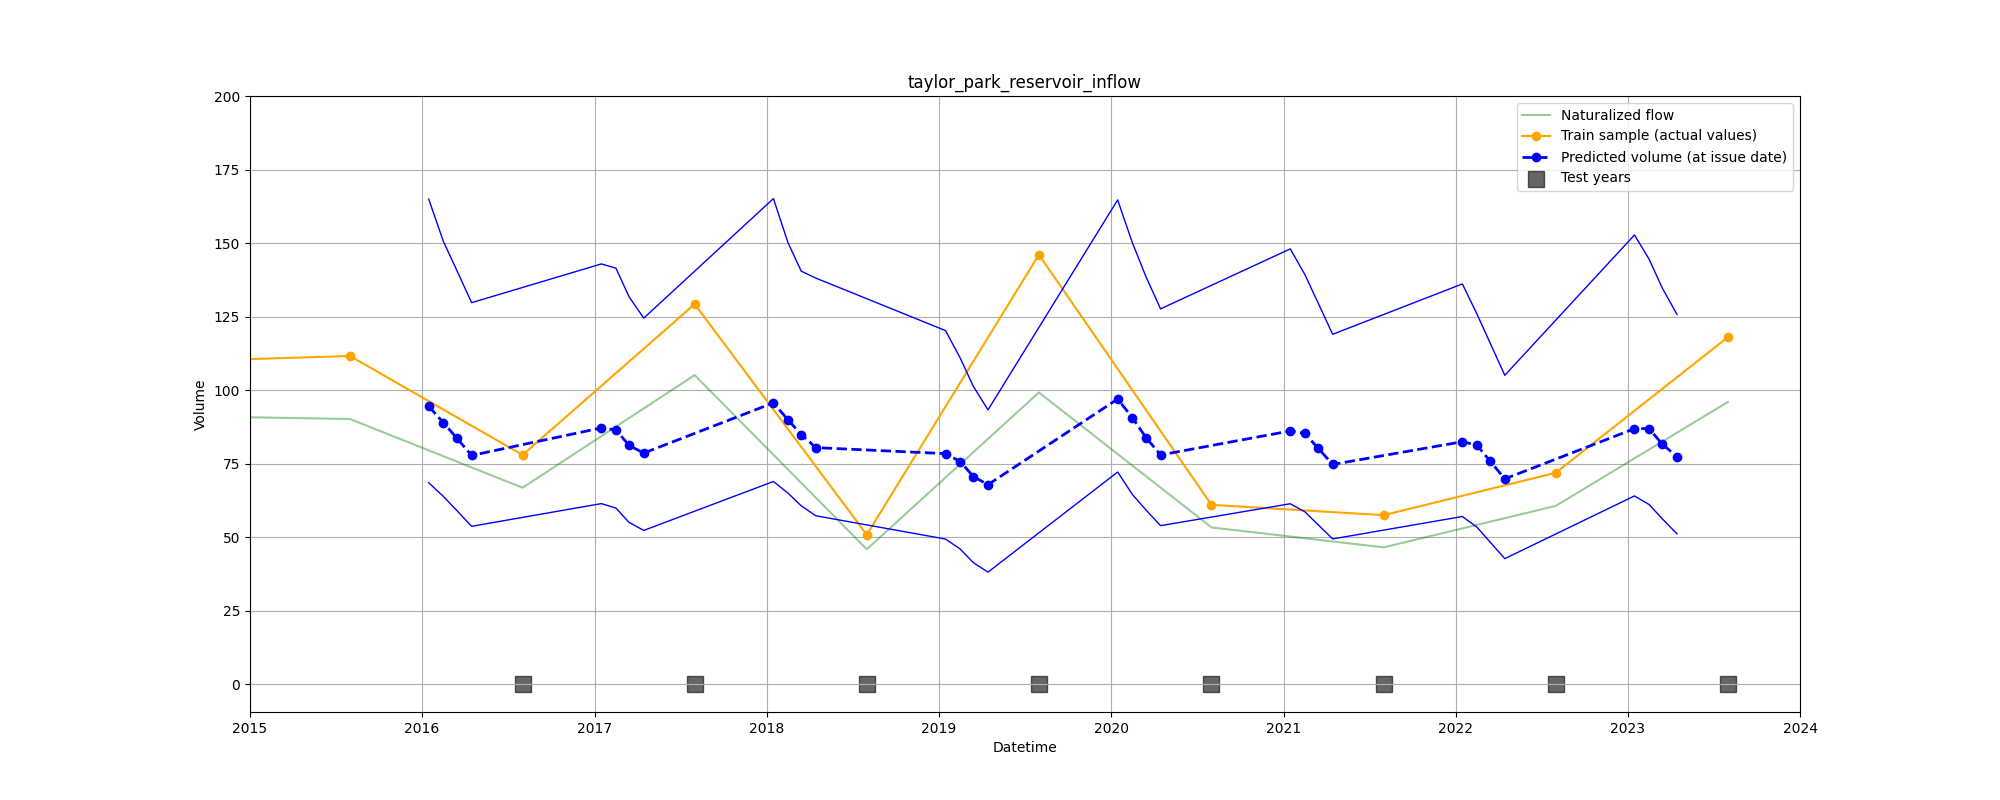 taylor_park_reservoir_inflow
Naturalized flow
Train sample (actual values)
Predicted volume (at issue date)
Test years
Volume
200
175
150
125
100
75
50
25
0
2015 2016 2017 2018 2019 2020 2021 2022 2023 2024
Datetime